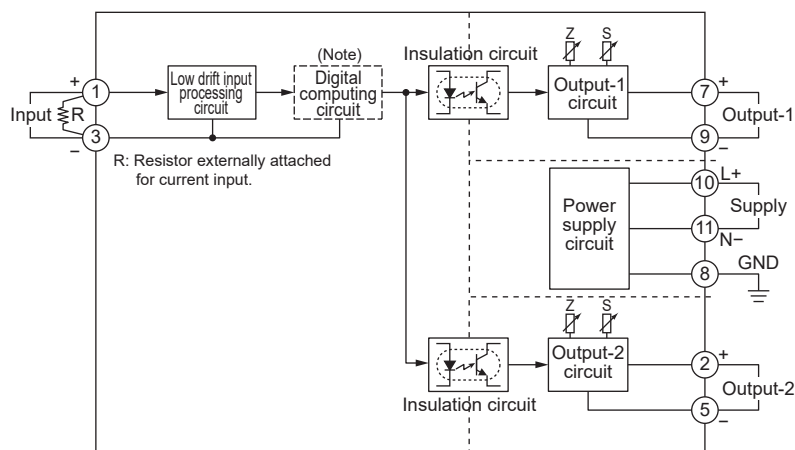 Input
+
1
R
3
−
Low drift input
processing
circuit
R: Resistor externally attached
for current input.
(Note)
Digital
computing
circuit
Insulation circuit
Z
S
Output-1
circuit
7
+
Output-1
9
−
Power
supply
circuit
10
L+
Supply
11
N−
8
GND
Insulation circuit
Z
S
Output-2
circuit
2
+
Output-2
5
−